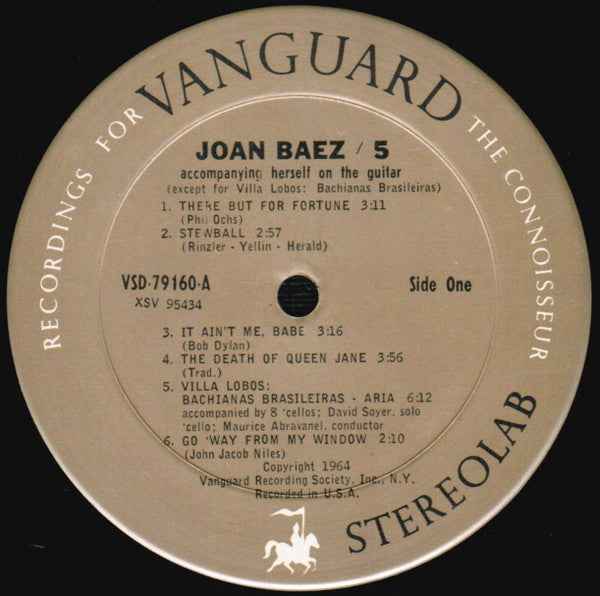 RECORDINGS FOR VANGUARD THE CONNOISSEUR
JOAN BAEZ / 5
accompanying herself on the guitar
(except for Villa Lobos: Bachianas Brasileiras)
1. THERE BUT FOR FORTUNE 3:11
(Phil Ochs)
2. STEWBALL 2:57
(Rinzler - Yellin - Herald)
VSD-79160-A
Side One
XSV 95434
3. IT AIN'T ME, BABE 3:16
(Bob Dylan)
4. THE DEATH OF QUEEN JANE 3:56
(Trad.)
5. VILLA LOBOS:
BACHIANAS BRASILEIRAS - ARIA 6:12
accompanied by 8 'cellos; David Soyer, solo
'cello; Maurice Abravanel, conductor
6. GO 'WAY FROM MY WINDOW 2:10
(John Jacob Niles)
Copyright 1964
Vanguard Recording Society, Inc., N.Y.
Recorded in U.S.A.
STEREOLAB